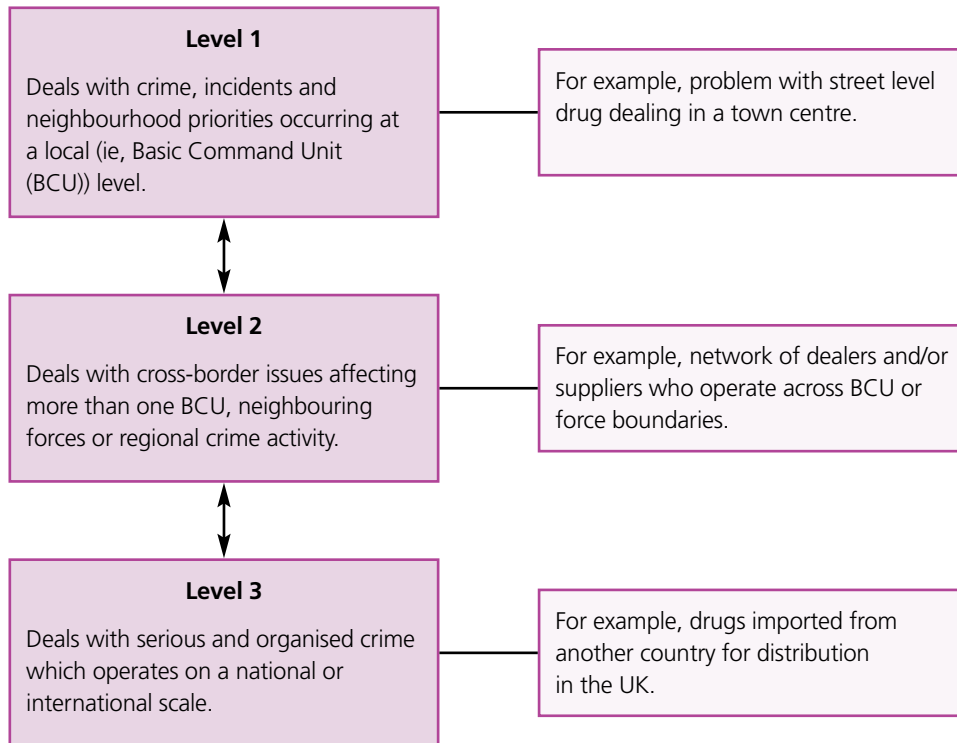 Level 1
Deals with crime, incidents and
neighbourhood priorities occurring at
a local (ie, Basic Command Unit
(BCU)) level.
For example, problem with street level
drug dealing in a town centre.
Level 2
Deals with cross-border issues affecting
more than one BCU, neighbouring
forces or regional crime activity.
For example, network of dealers and/or
suppliers who operate across BCU or
force boundaries.
Level 3
Deals with serious and organised crime
which operates on a national or
international scale.
For example, drugs imported from
another country for distribution
in the UK.